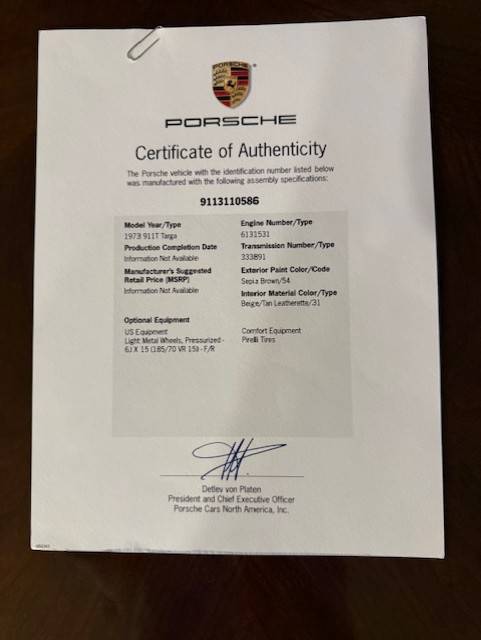 PORSCHE
PORSCHE
Certificate of Authenticity
The Porsche vehicle with the identification number listed below
was manufactured with the following assembly specifications:
9113110586
Model Year/Type
1973 911T Targa
Production Completion Date
Information Not Available
Manufacturer's Suggested
Retail Price (MSRP)
Information Not Available
Engine Number/Type
6131531
Transmission Number/Type
333891
Exterior Paint Color/Code
Sepia Brown/54
Interior Material Color/Type
Beige/Tan Leatherette/31
Optional Equipment
US Equipment
Light Metal Wheels, Pressurized -
6J X 15 (185/70 VR 15) - F/R
Comfort Equipment
Pirelli Tires
Detlev von Platen
President and Chief Executive Officer
Porsche Cars North America, Inc.